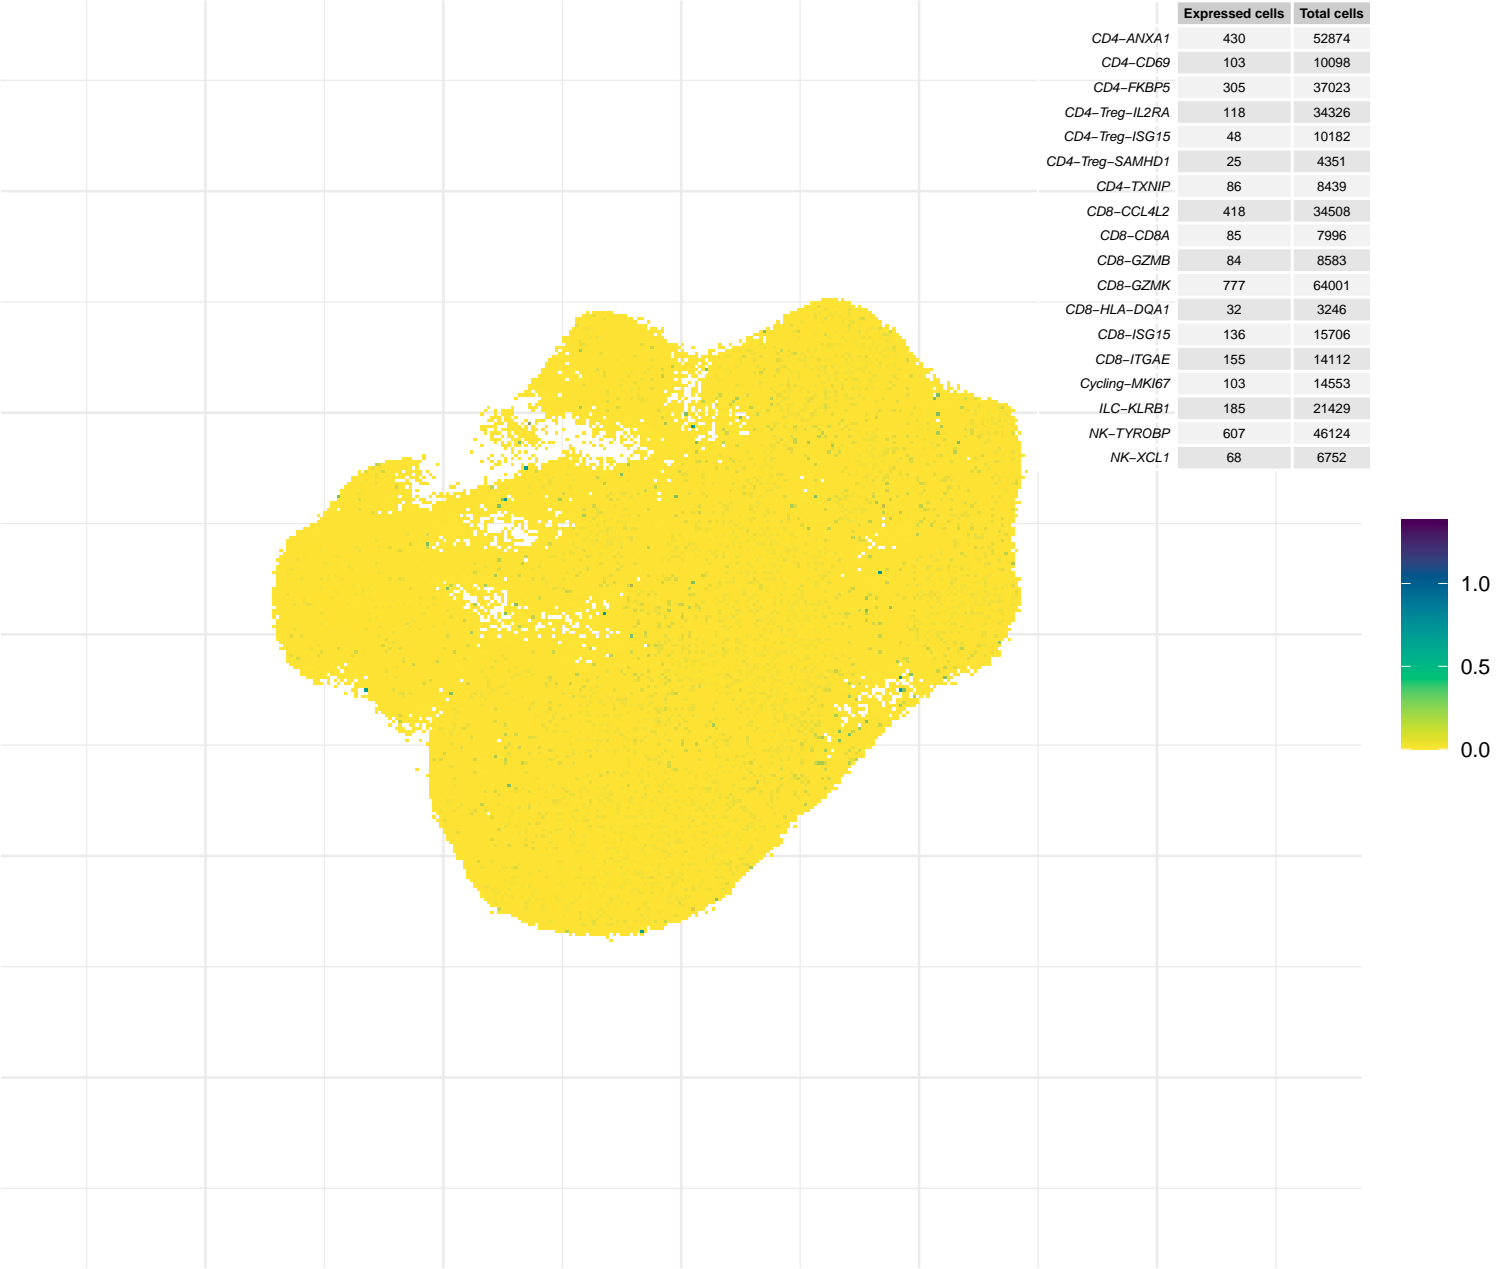 Expressed cells Total cells
CD4−ANXA1 430 52874
CD4−CD69 103 10098
CD4−FKBP5 305 37023
CD4−Treg−IL2RA 118 34326
CD4−Treg−ISG15 48 10182
CD4−Treg−SAMHD1 25 4351
CD4−TXNIP 86 8439
CD8−CCL4L2 418 34508
CD8−CD8A 85 7996
CD8−GZMB 84 8583
CD8−GZMK 777 64001
CD8−HLA−DQA1 32 3246
CD8−ISG15 136 15706
CD8−ITGAE 155 14112
Cycling−MKI67 103 14553
ILC−KLRB1 185 21429
NK−TYROBP 607 46124
NK−XCL1 68 6752
1.0
0.5
0.0